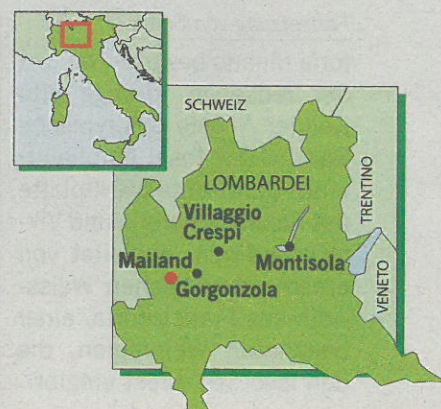 SCHWEIZ
LOMBARDEI
TRENTINO
Villaggio
Crespi
Mailand
Montisola
Gorgonzola
VENETO